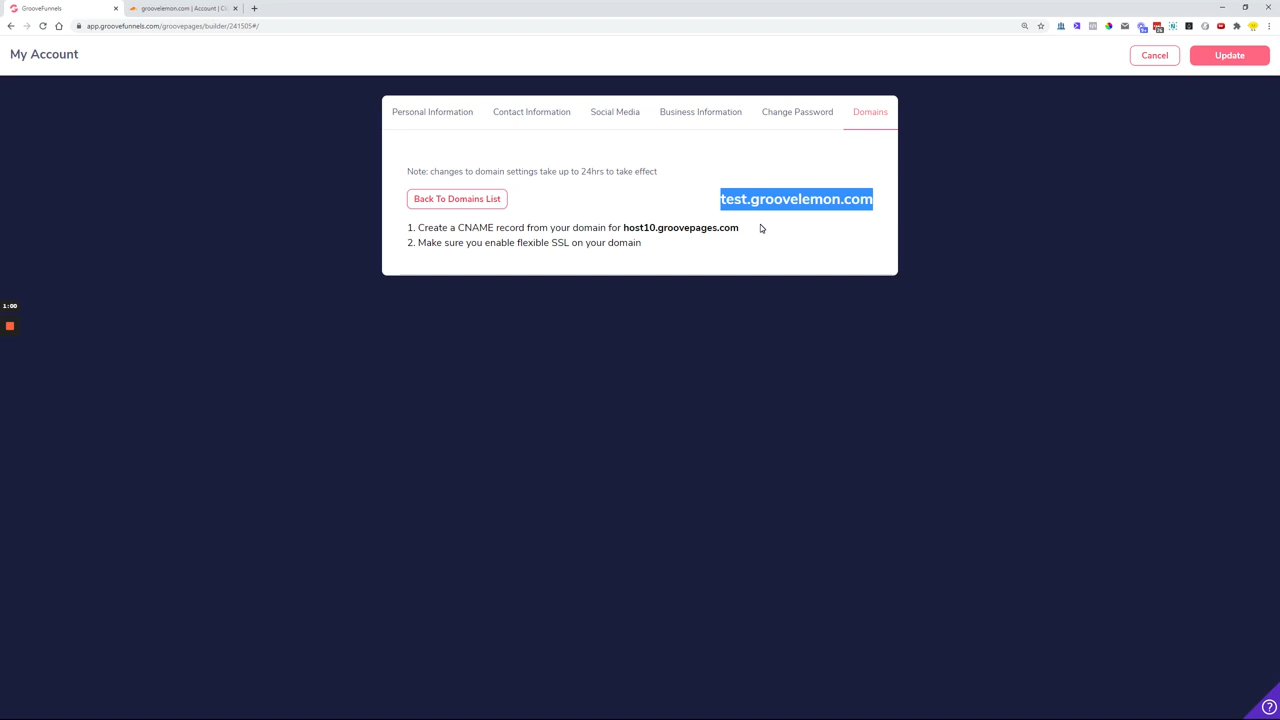 GrooveFunnels
groovelemon.com | Account | Cl
app.groovefunnels.com/groovepages/builder/241505#/
My Account
Cancel
Update
Personal Information
Contact Information
Social Media
Business Information
Change Password
Domains
Note: changes to domain settings take up to 24hrs to take effect
Back To Domains List
test.groovelemon.com
1. Create a CNAME record from your domain for host10.groovepages.com
2. Make sure you enable flexible SSL on your domain
1:00
?